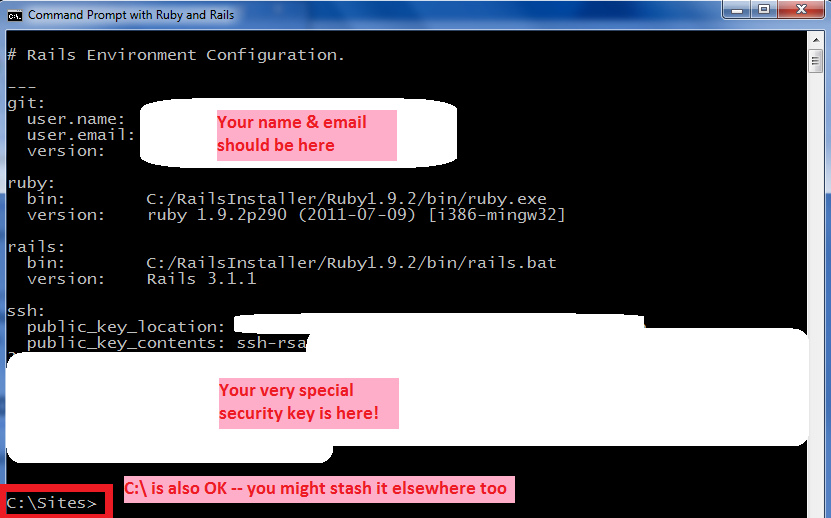 Command Prompt with Ruby and Rails
# Rails Environment Configuration.
---
git:
user.name:
user.email:
version:
Your name & email
should be here
ruby:
bin: C:/RailsInstaller/Ruby1.9.2/bin/ruby.exe
version: ruby 1.9.2p290 (2011-07-09) [i386-mingw32]
rails:
bin: C:/RailsInstaller/Ruby1.9.2/bin/rails.bat
version: Rails 3.1.1
ssh:
public_key_location:
public_key_contents: ssh-rsa
Your very special
security key is here!
C:\Sites>
C:\ is also OK -- you might stash it elsewhere too